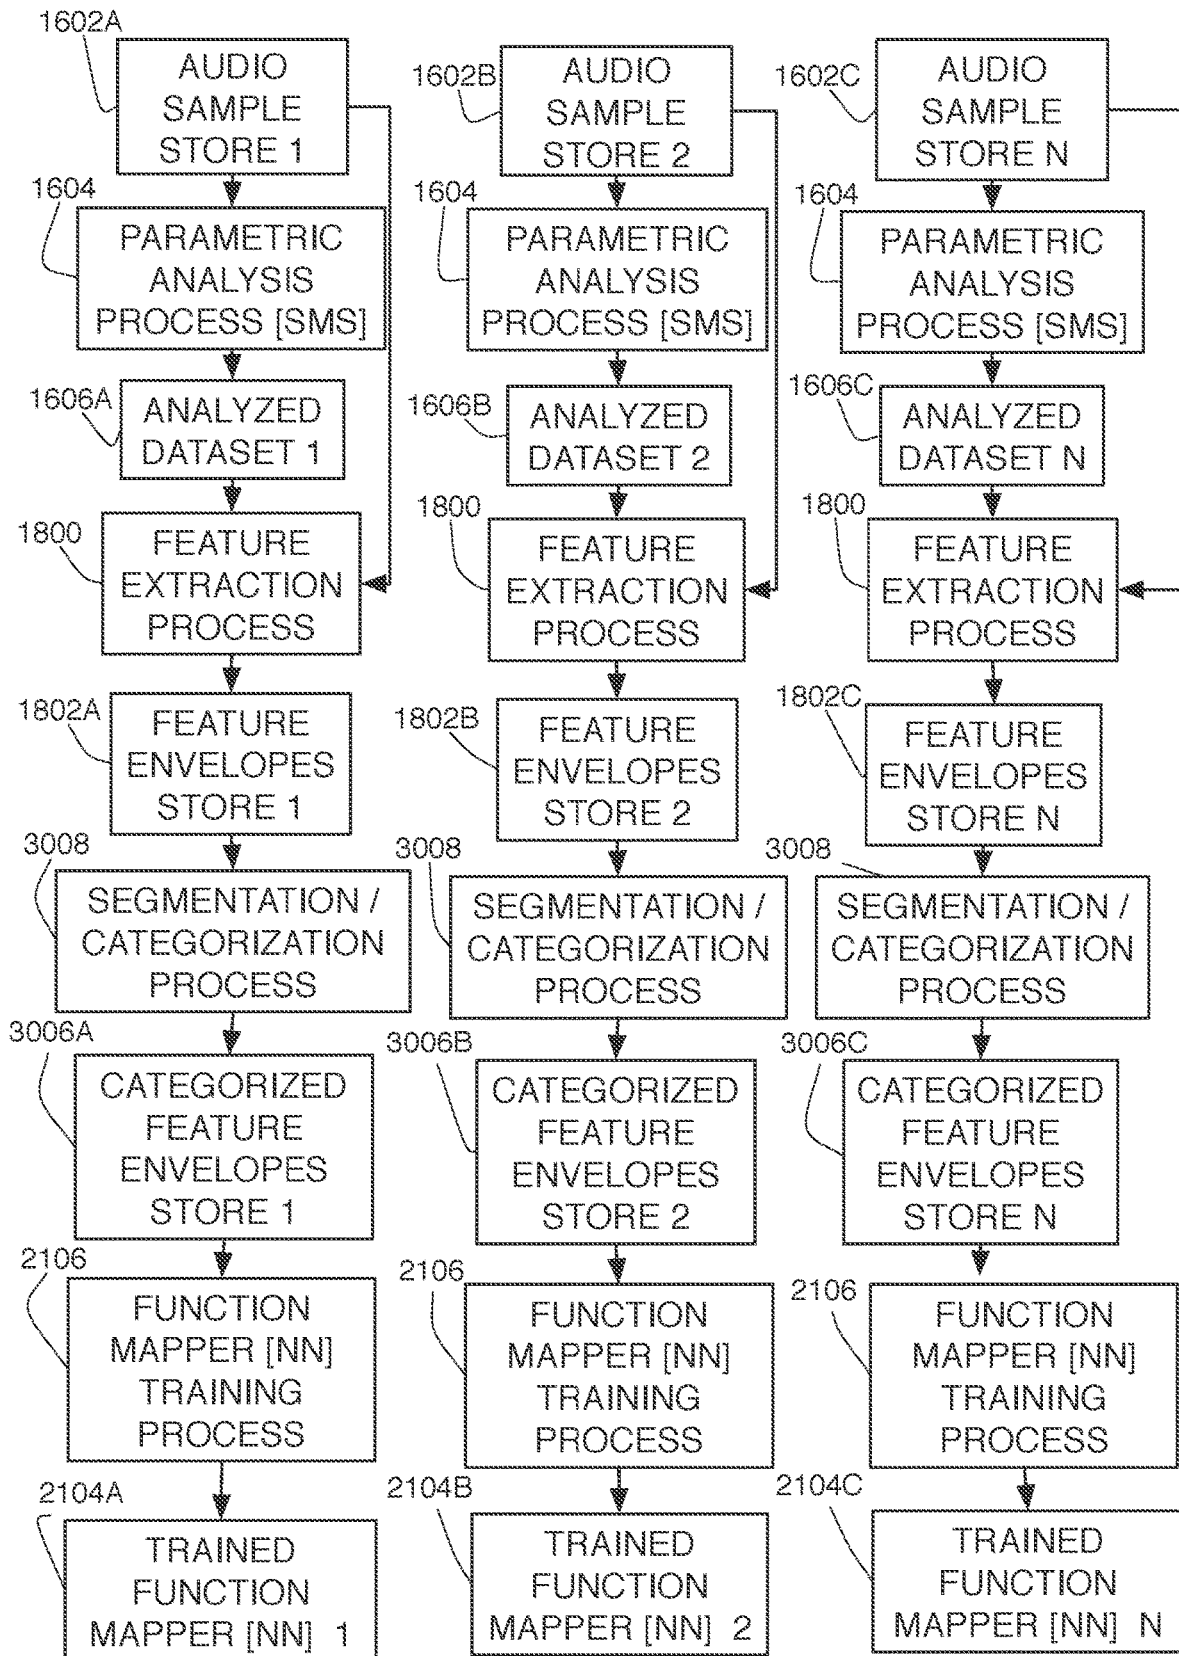 1602A
AUDIO
SAMPLE
STORE 1
1604
PARAMETRIC
ANALYSIS
PROCESS [SMS]
1606A
ANALYZED
DATASET 1
1800
FEATURE
EXTRACTION
PROCESS
1802A
FEATURE
ENVELOPES
STORE 1
3008
SEGMENTATION /
CATEGORIZATION
PROCESS
3006A
CATEGORIZED
FEATURE
ENVELOPES
STORE 1
2106
FUNCTION
MAPPER [NN]
TRAINING
PROCESS
2104A
TRAINED
FUNCTION
MAPPER [NN] 1
1602B
AUDIO
SAMPLE
STORE 2
1604
PARAMETRIC
ANALYSIS
PROCESS [SMS]
1606B
ANALYZED
DATASET 2
1800
FEATURE
EXTRACTION
PROCESS
1802B
FEATURE
ENVELOPES
STORE 2
3008
SEGMENTATION /
CATEGORIZATION
PROCESS
3006B
CATEGORIZED
FEATURE
ENVELOPES
STORE 2
2106
FUNCTION
MAPPER [NN]
TRAINING
PROCESS
2104B
TRAINED
FUNCTION
MAPPER [NN] 2
1602C
AUDIO
SAMPLE
STORE N
1604
PARAMETRIC
ANALYSIS
PROCESS [SMS]
1606C
ANALYZED
DATASET N
1800
FEATURE
EXTRACTION
PROCESS
1802C
FEATURE
ENVELOPES
STORE N
3008
SEGMENTATION /
CATEGORIZATION
PROCESS
3006C
CATEGORIZED
FEATURE
ENVELOPES
STORE N
2106
FUNCTION
MAPPER [NN]
TRAINING
PROCESS
2104C
TRAINED
FUNCTION
MAPPER [NN] N